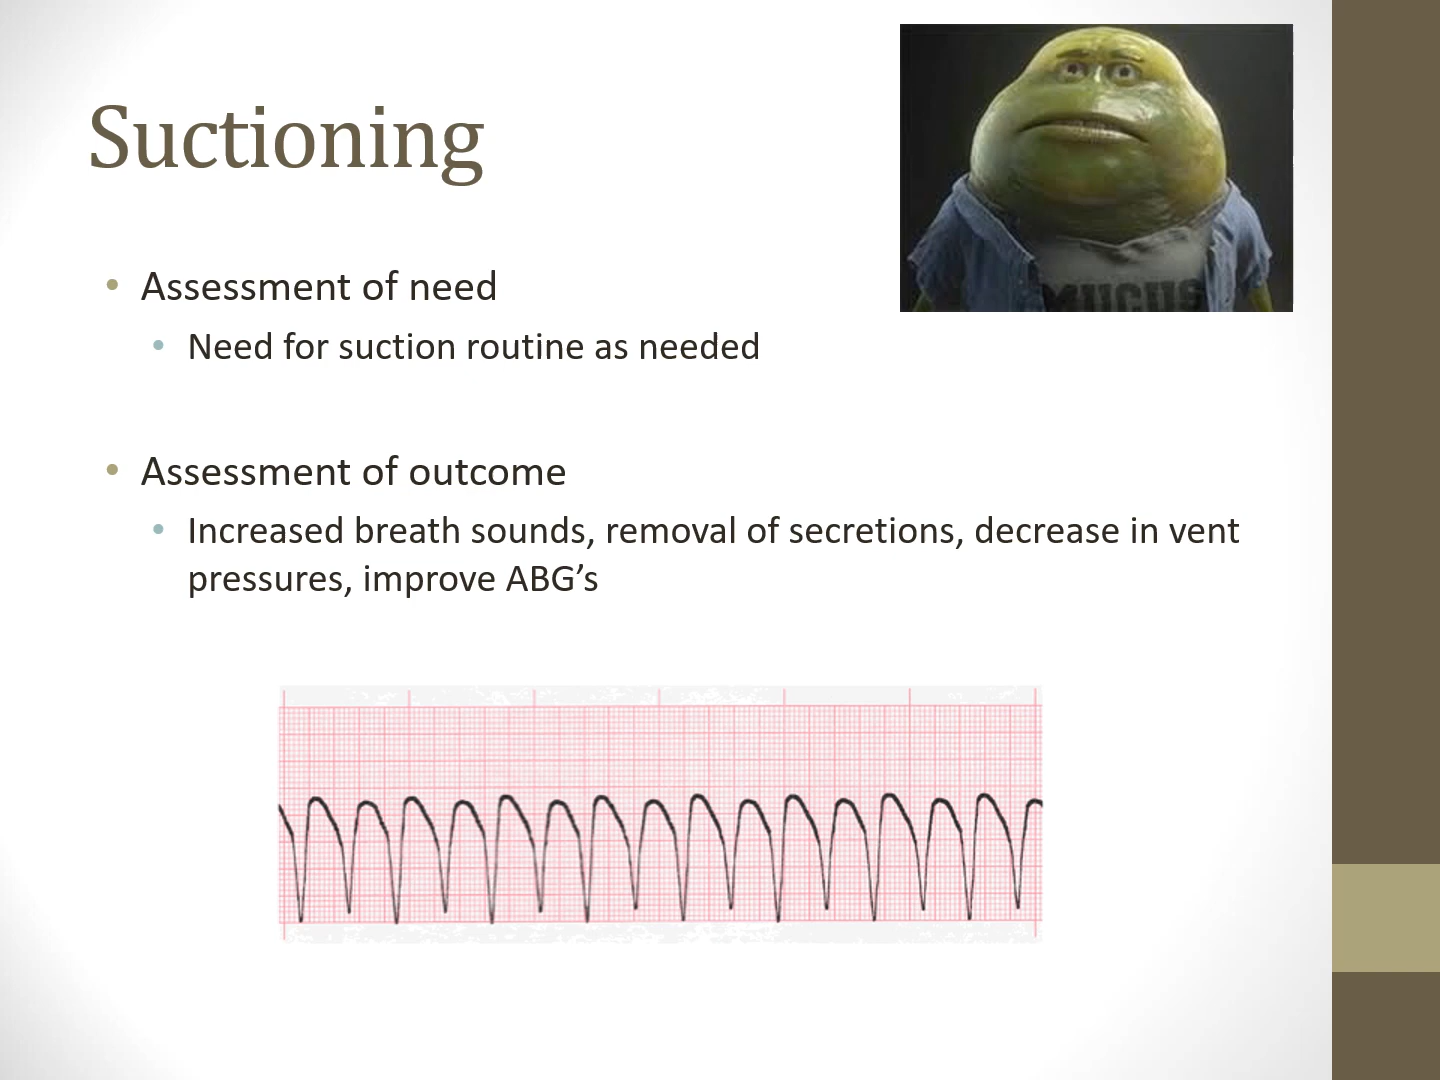 Suctioning
MUCUS
• Assessment of need
• Need for suction routine as needed
• Assessment of outcome
• Increased breath sounds, removal of secretions, decrease in vent
pressures, improve ABG’s